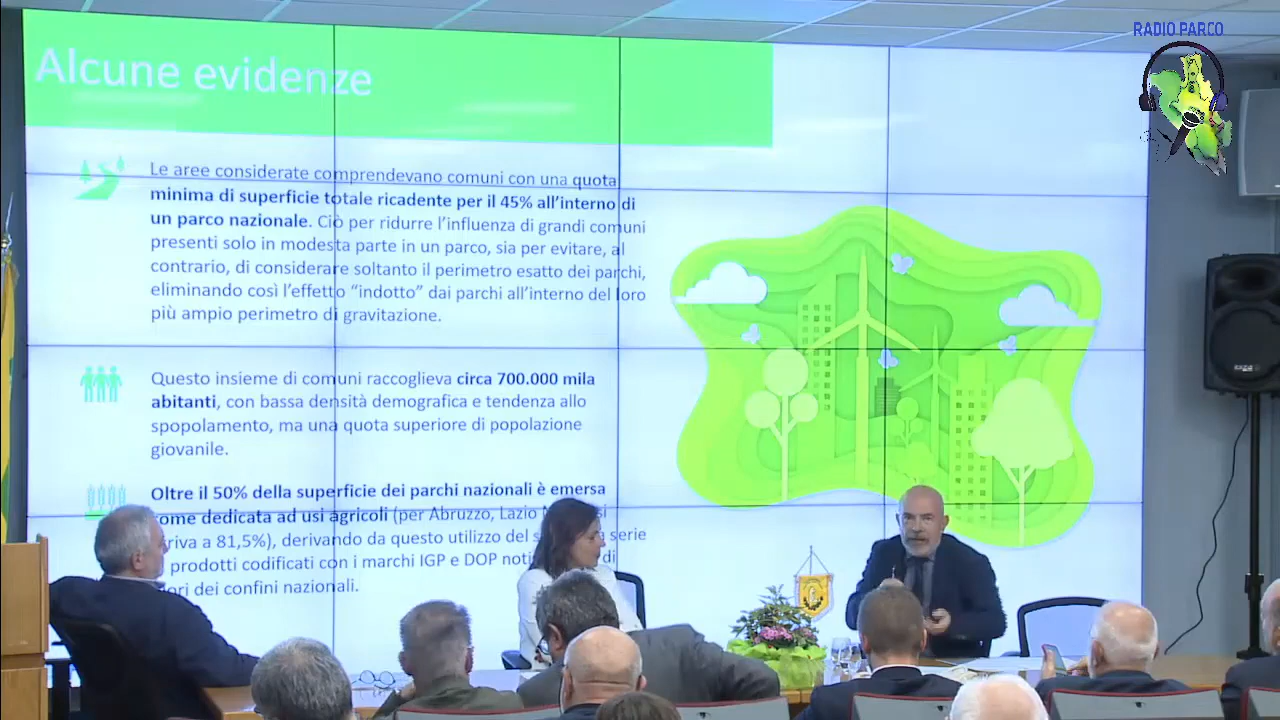 RADIO PARCO
Alcune evidenze
Le aree considerate comprendevano comuni con una quota
minima di superficie totale ricadente per il 45% all'interno di
un parco nazionale. Ciò per ridurre l'influenza di grandi comuni
presenti solo in modesta parte in un parco, sia per evitare, al
contrario, di considerare soltanto il perimetro esatto dei parchi,
eliminando così l'effetto "indotto" dai parchi all'interno del loro
più ampio perimetro di gravitazione.
Questo insieme di comuni raccoglieva circa 700.000 mila
abitanti, con bassa densità demografica e tendenza allo
spopolamento, ma una quota superiore di popolazione
giovanile.
Oltre il 50% della superficie dei parchi nazionali è emersa
come dedicata ad usi agricoli (per Abruzzo, Lazio si
arriva a 81,5%), derivando da questo utilizzo del serie
prodotti codificati con i marchi IGP e DOP di
dei confini nazionali.